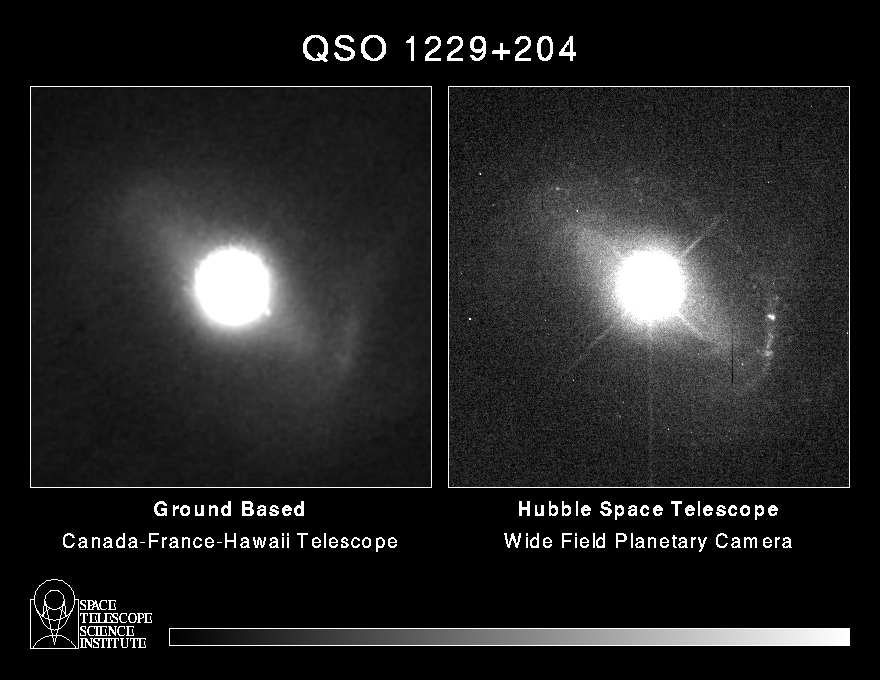 QSO 1229+204
Ground Based
Canada-France-Hawaii Telescope
Hubble Space Telescope
Wide Field Planetary Camera
SPACE
TELESCOPE
SCIENCE
INSTITUTE